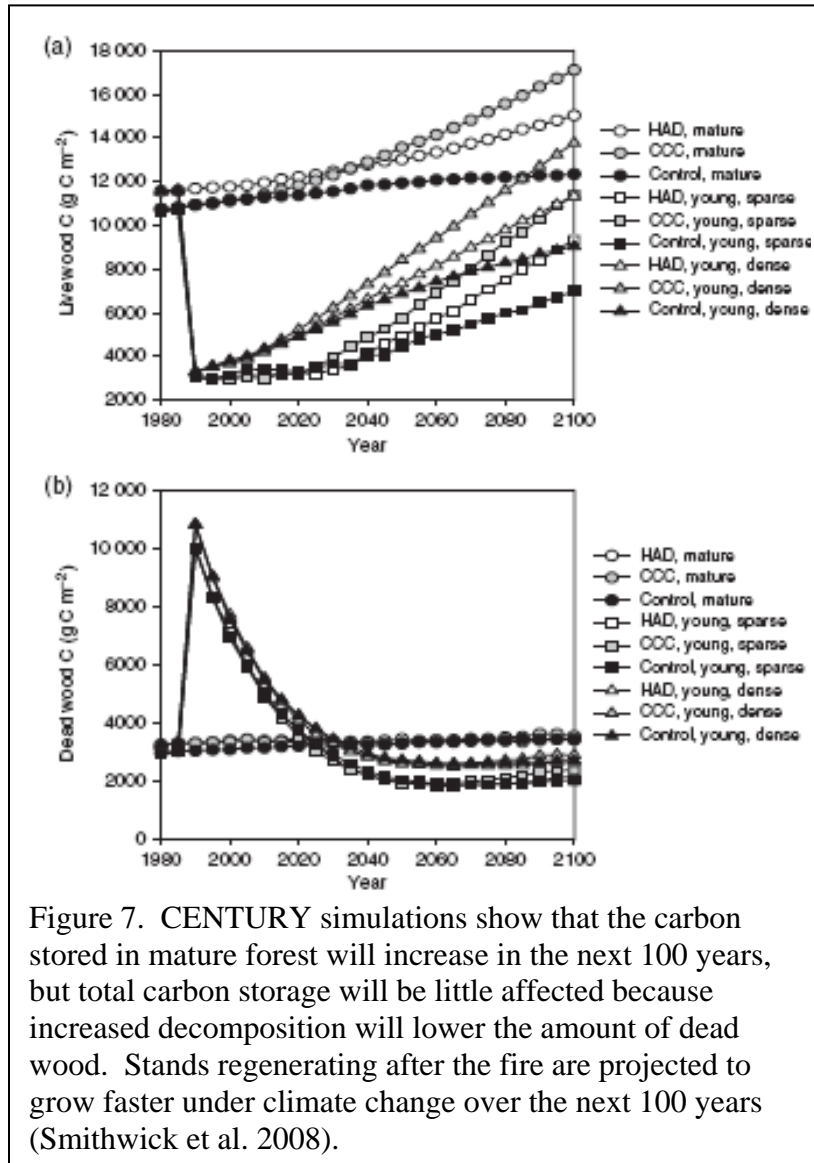 (a)
18 000
16 000
14 000
12 000
10 000
8000
6000
4000
2000
Livewood C (g C m⁻²)
1980 2000 2020 2040 2060 2080 2100
Year
HAD, mature
CCC, mature
Control, mature
HAD, young, sparse
CCC, young, sparse
Control, young, sparse
HAD, young, dense
CCC, young, dense
Control, young, dense
(b)
12 000
10 000
8000
6000
4000
2000
0
Dead wood C (g C m⁻²)
1980 2000 2020 2040 2060 2080 2100
Year
HAD, mature
CCC, mature
Control, mature
HAD, young, sparse
CCC, young, sparse
Control, young, sparse
HAD, young, dense
CCC, young, dense
Control, young, dense
Figure 7. CENTURY simulations show that the carbon
stored in mature forest will increase in the next 100 years,
but total carbon storage will be little affected because
increased decomposition will lower the amount of dead
wood. Stands regenerating after the fire are projected to
grow faster under climate change over the next 100 years
(Smithwick et al. 2008).